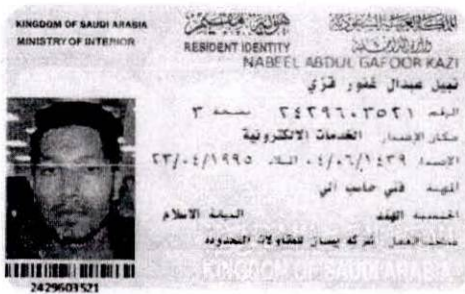 KINGDOM OF SAUDI ARABIA
MINISTRY OF INTERIOR
هوية مقيم
RESIDENT IDENTITY
المملكة العربية السعودية
وزارة الداخلية
NABEEL ABDUL GAFOOR KAZI
نبيل عبدال غفور قزي
الرقم ٢٤٢٩٦٠٣٥٢١ نسخة ٣
مكان الإصدار الخدمات الالكترونية
الاصدار ٠٤/٠٦/١٤٣٩ الميلاد ٢٣/٠٤/١٩٩٥
المهنة فني حاسب الي
الجنسية الهند الديانة الاسلام
صاحب العمل شركة بيسان للمقاولات المحدوده
KINGDOM OF SAUDI ARABIA
2429603521